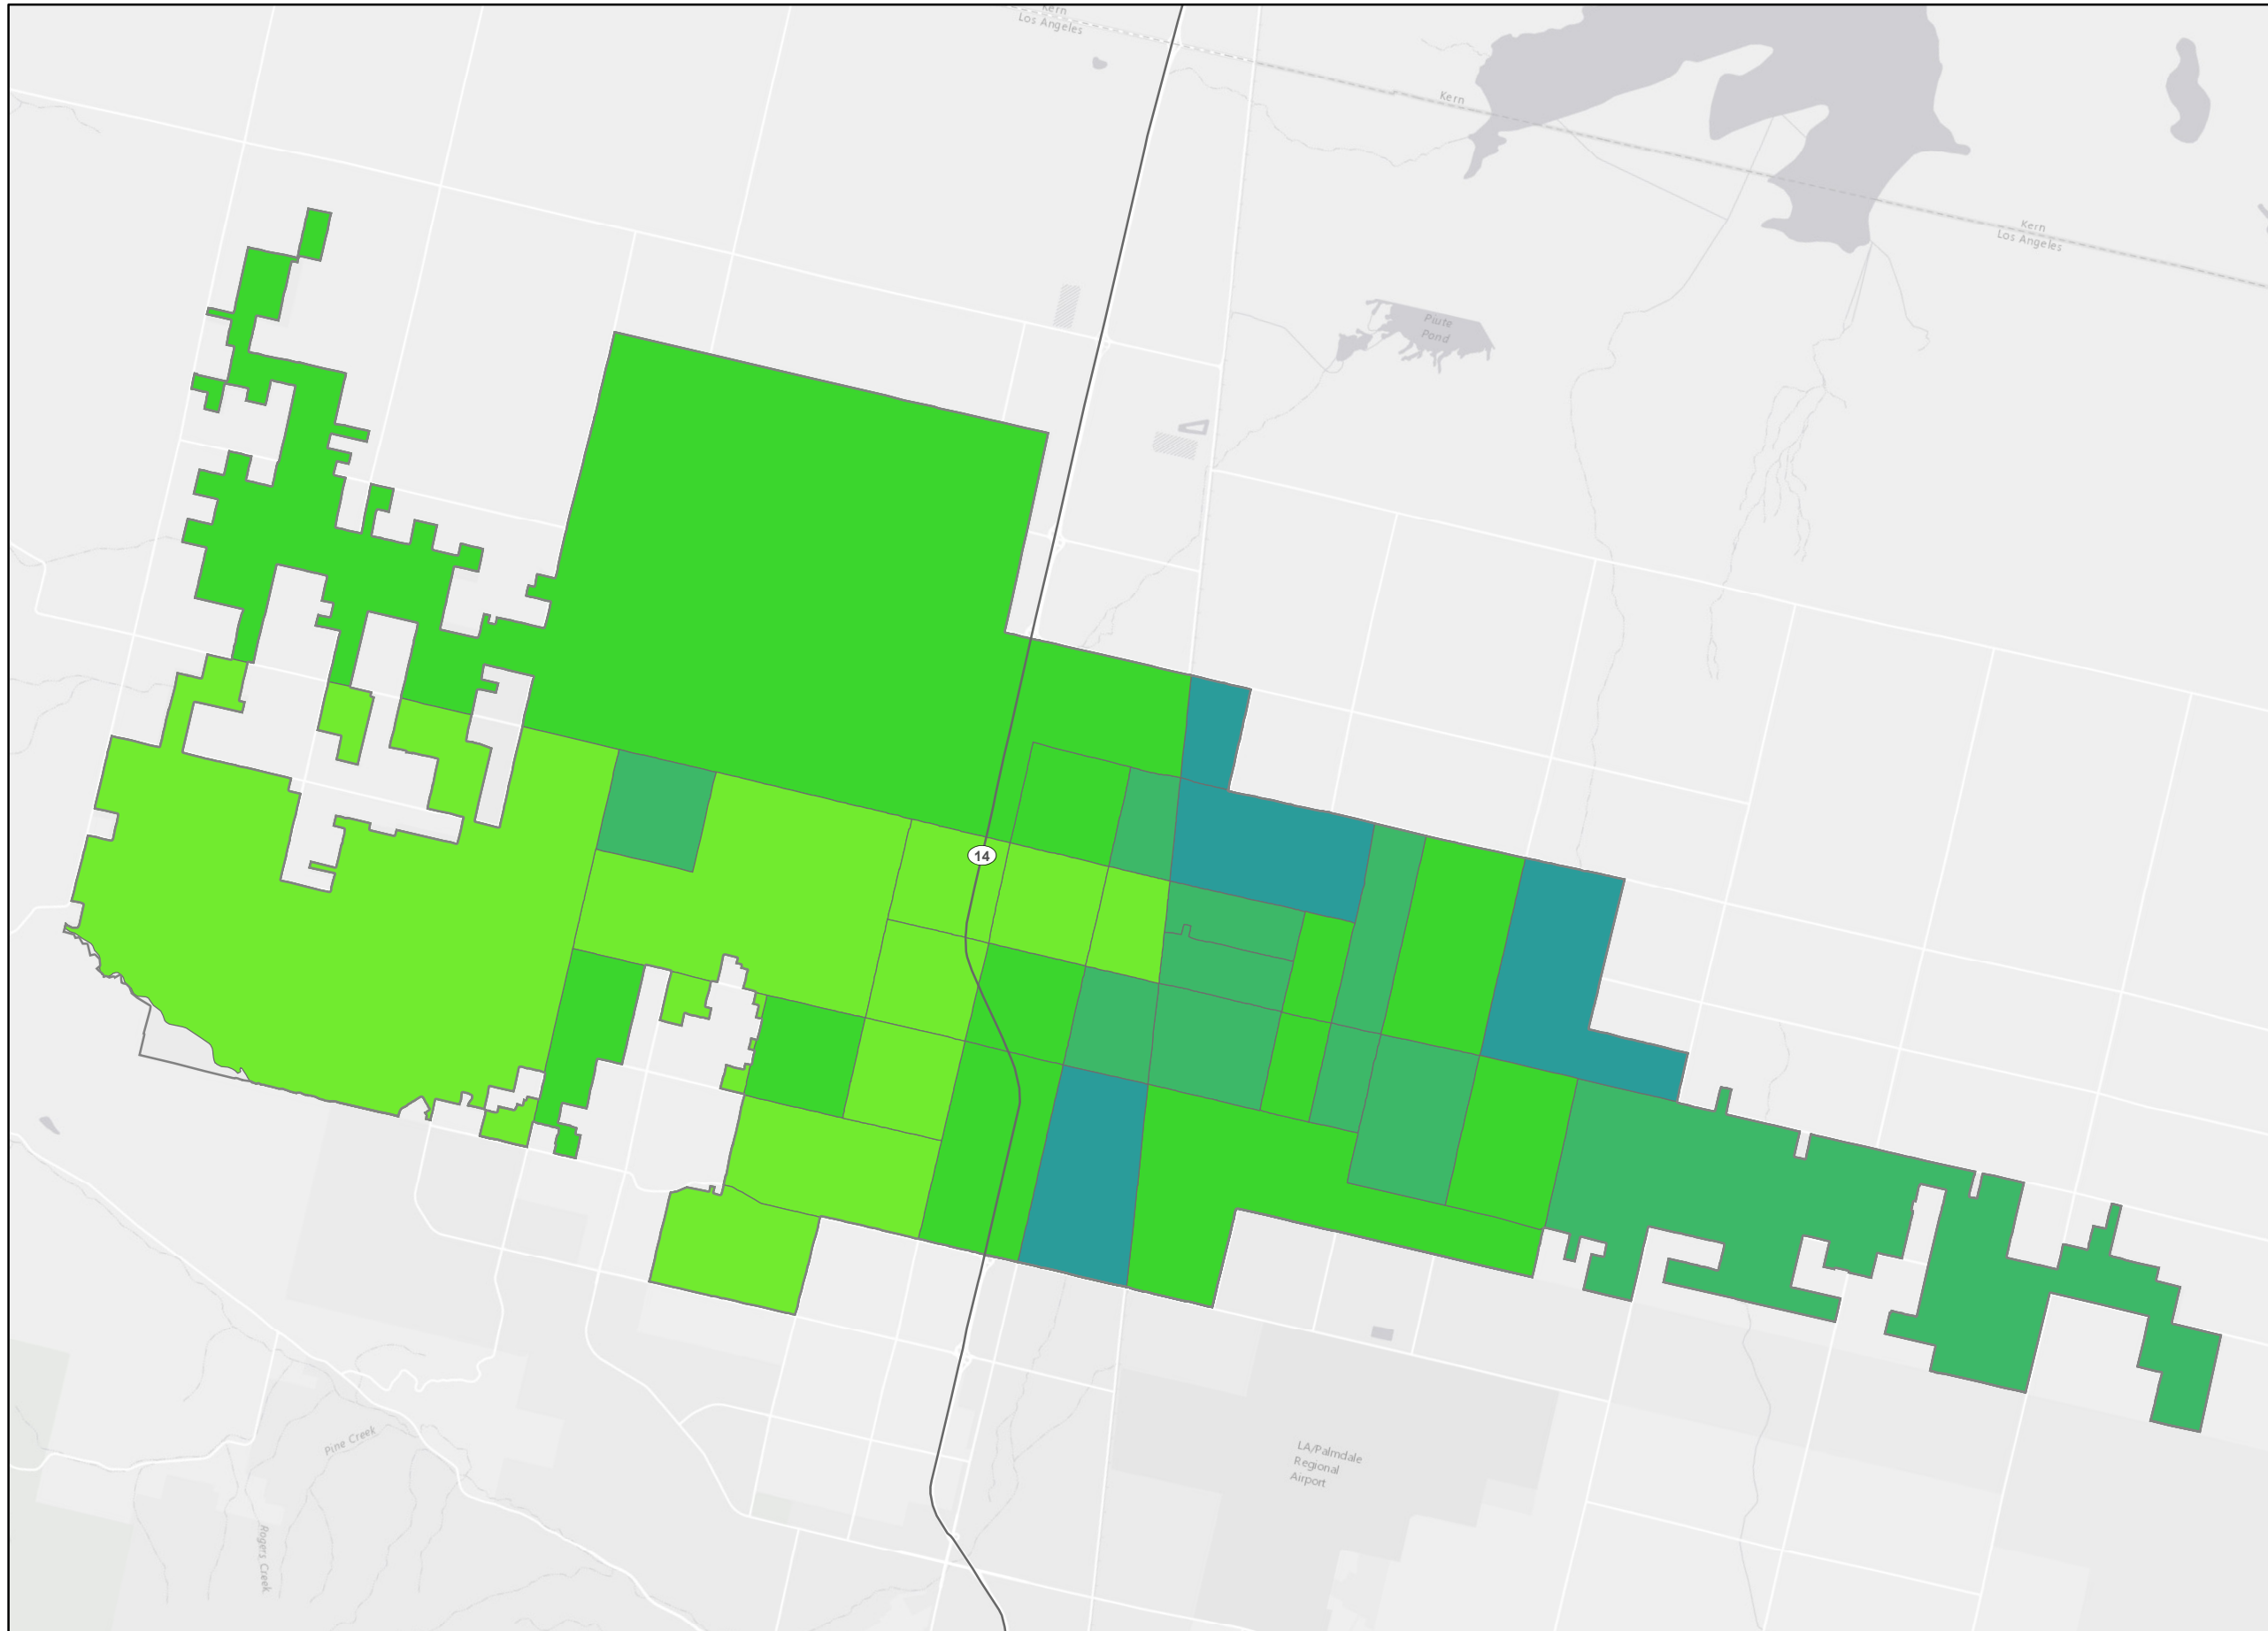 Kern
Los Angeles
Kern
Kern
Los Angeles
Piute
Pond
14
LA/Palmdale
Regional
Airport
Pine Creek
Rogers Creek